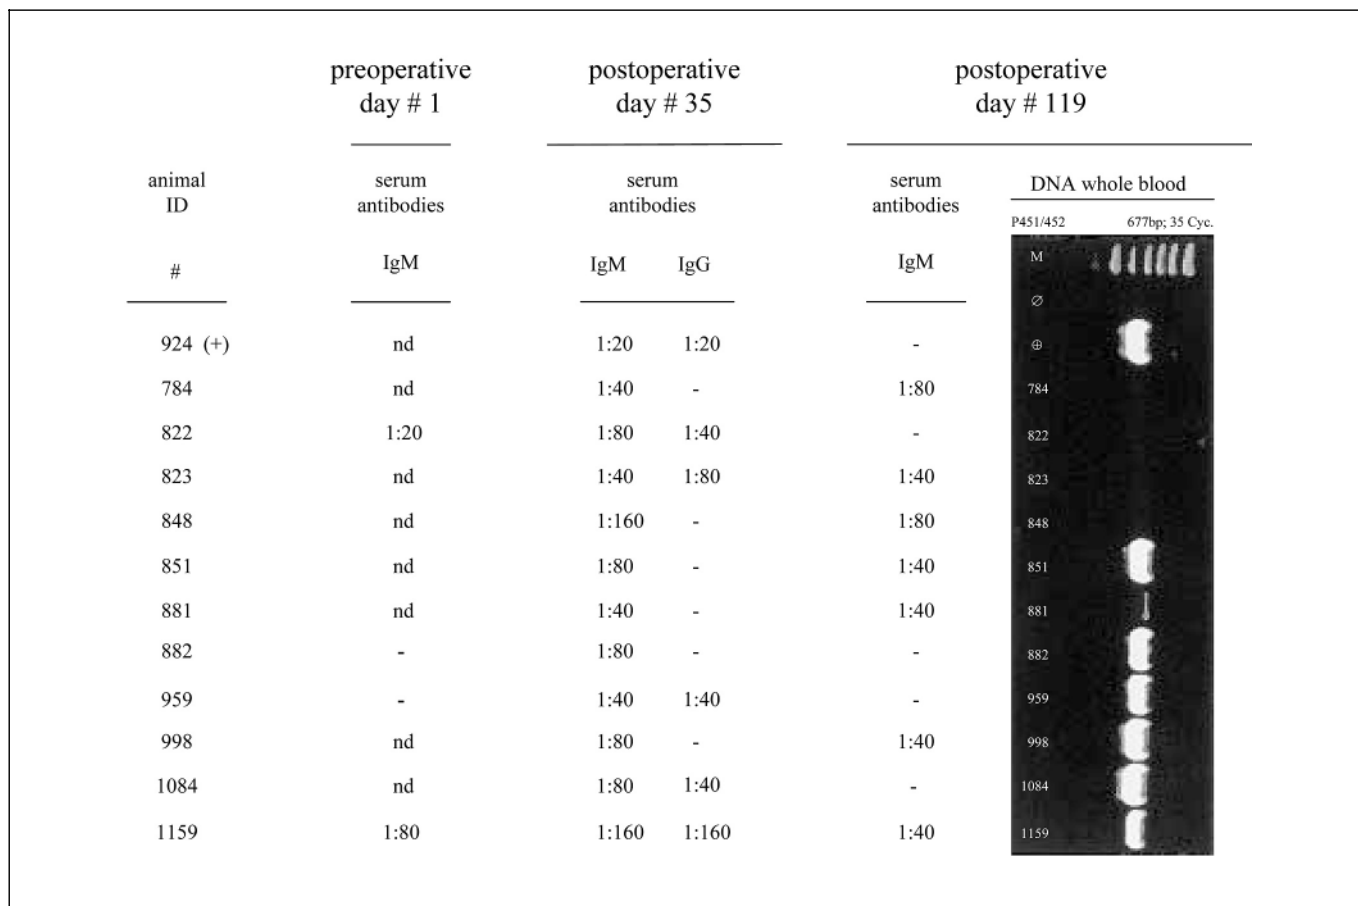 preoperative postoperative postoperative
day # 1 day # 35 day # 119
animal serum serum serum DNA whole blood
ID antibodies antibodies antibodies
P451/452 677bp; 35 Cyc.
# IgM IgM IgG IgM M
Ø
924 (+) nd 1:20 1:20 - ⊕
784 nd 1:40 - 1:80 784
822 1:20 1:80 1:40 - 822
823 nd 1:40 1:80 1:40 823
848 nd 1:160 - 1:80 848
851 nd 1:80 - 1:40 851
881 nd 1:40 - 1:40 881
882 - 1:80 - - 882
959 - 1:40 1:40 - 959
998 nd 1:80 - 1:40 998
1084 nd 1:80 1:40 - 1084
1159 1:80 1:160 1:160 1:40 1159